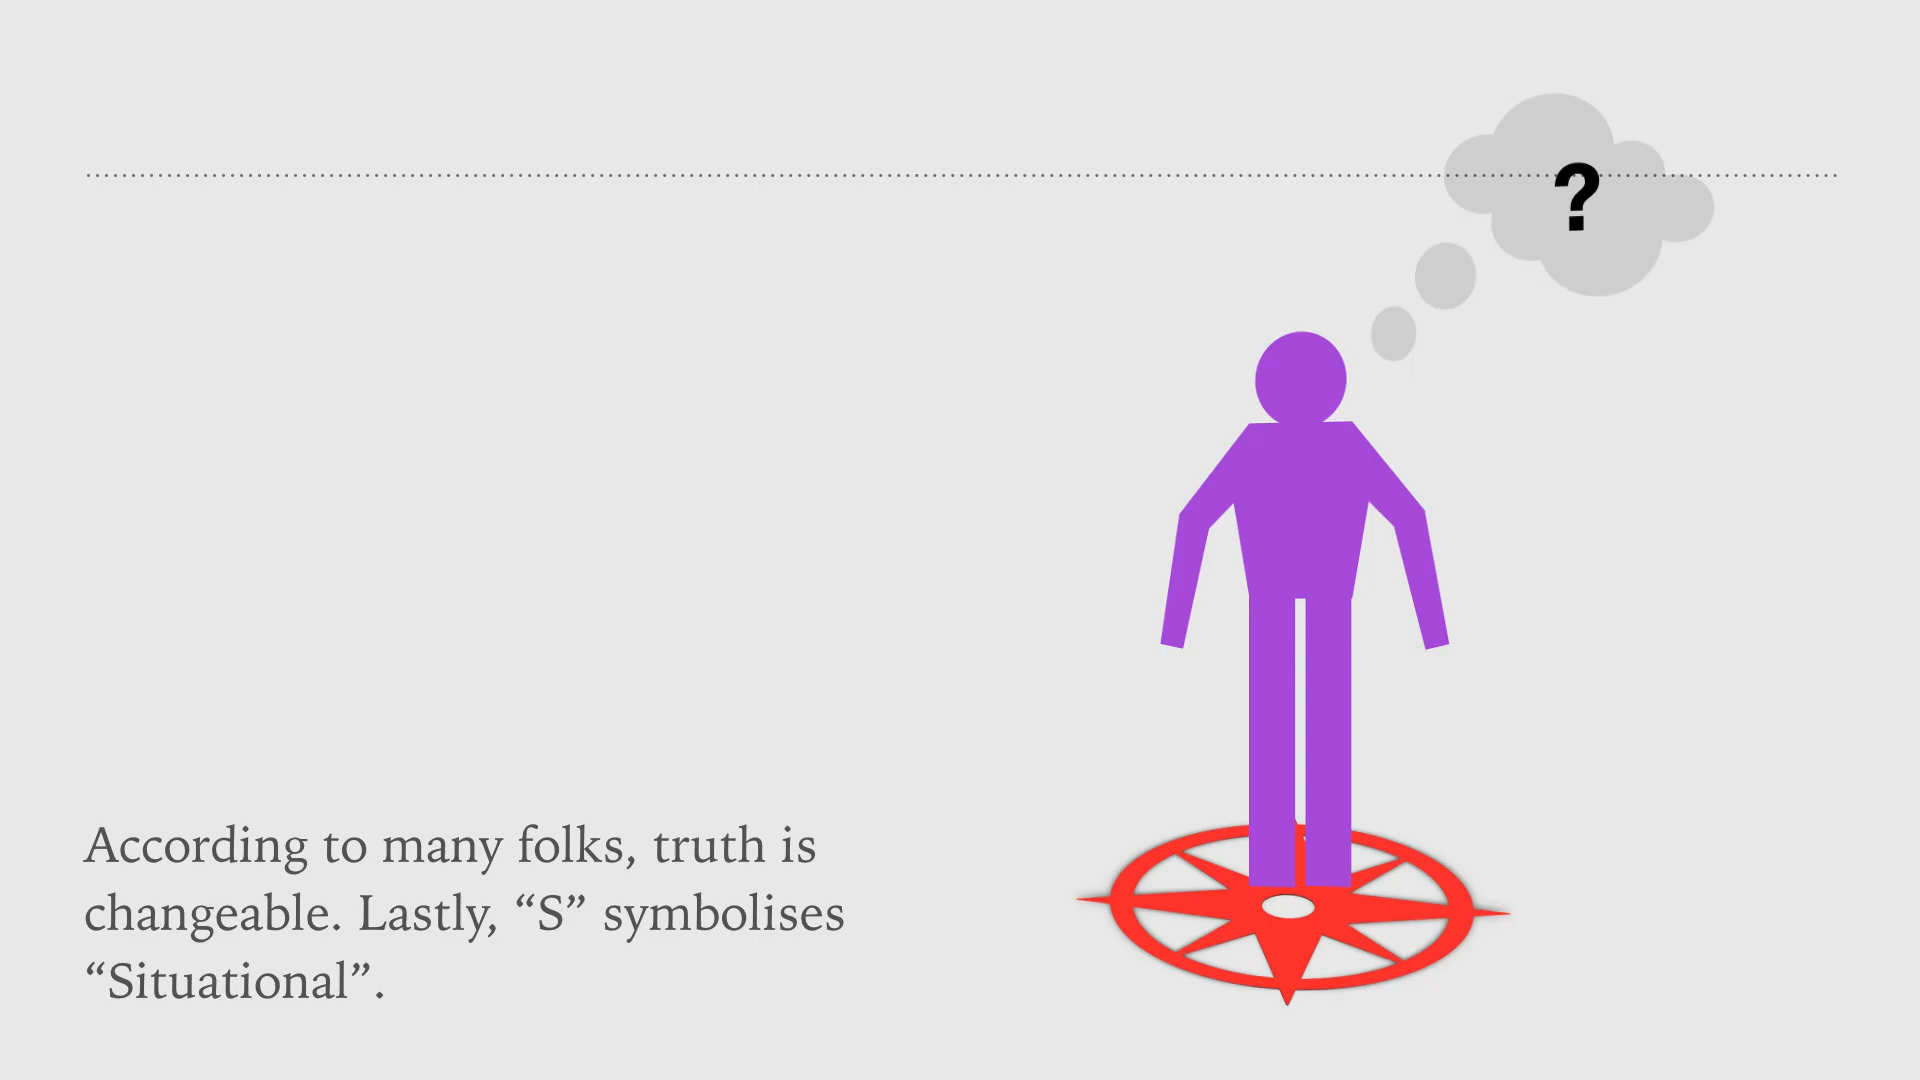 ?
According to many folks, truth is
changeable. Lastly, “S” symbolises
“Situational”.